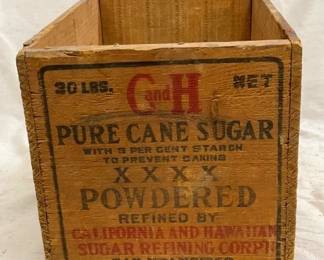 30 LBS. NET
C and H
PURE CANE SUGAR
WITH 3 PER CENT STARCH
TO PREVENT CAKING
XXXX
POWDERED
REFINED BY
CALIFORNIA AND HAWAIIAN
SUGAR REFINING CORP'N